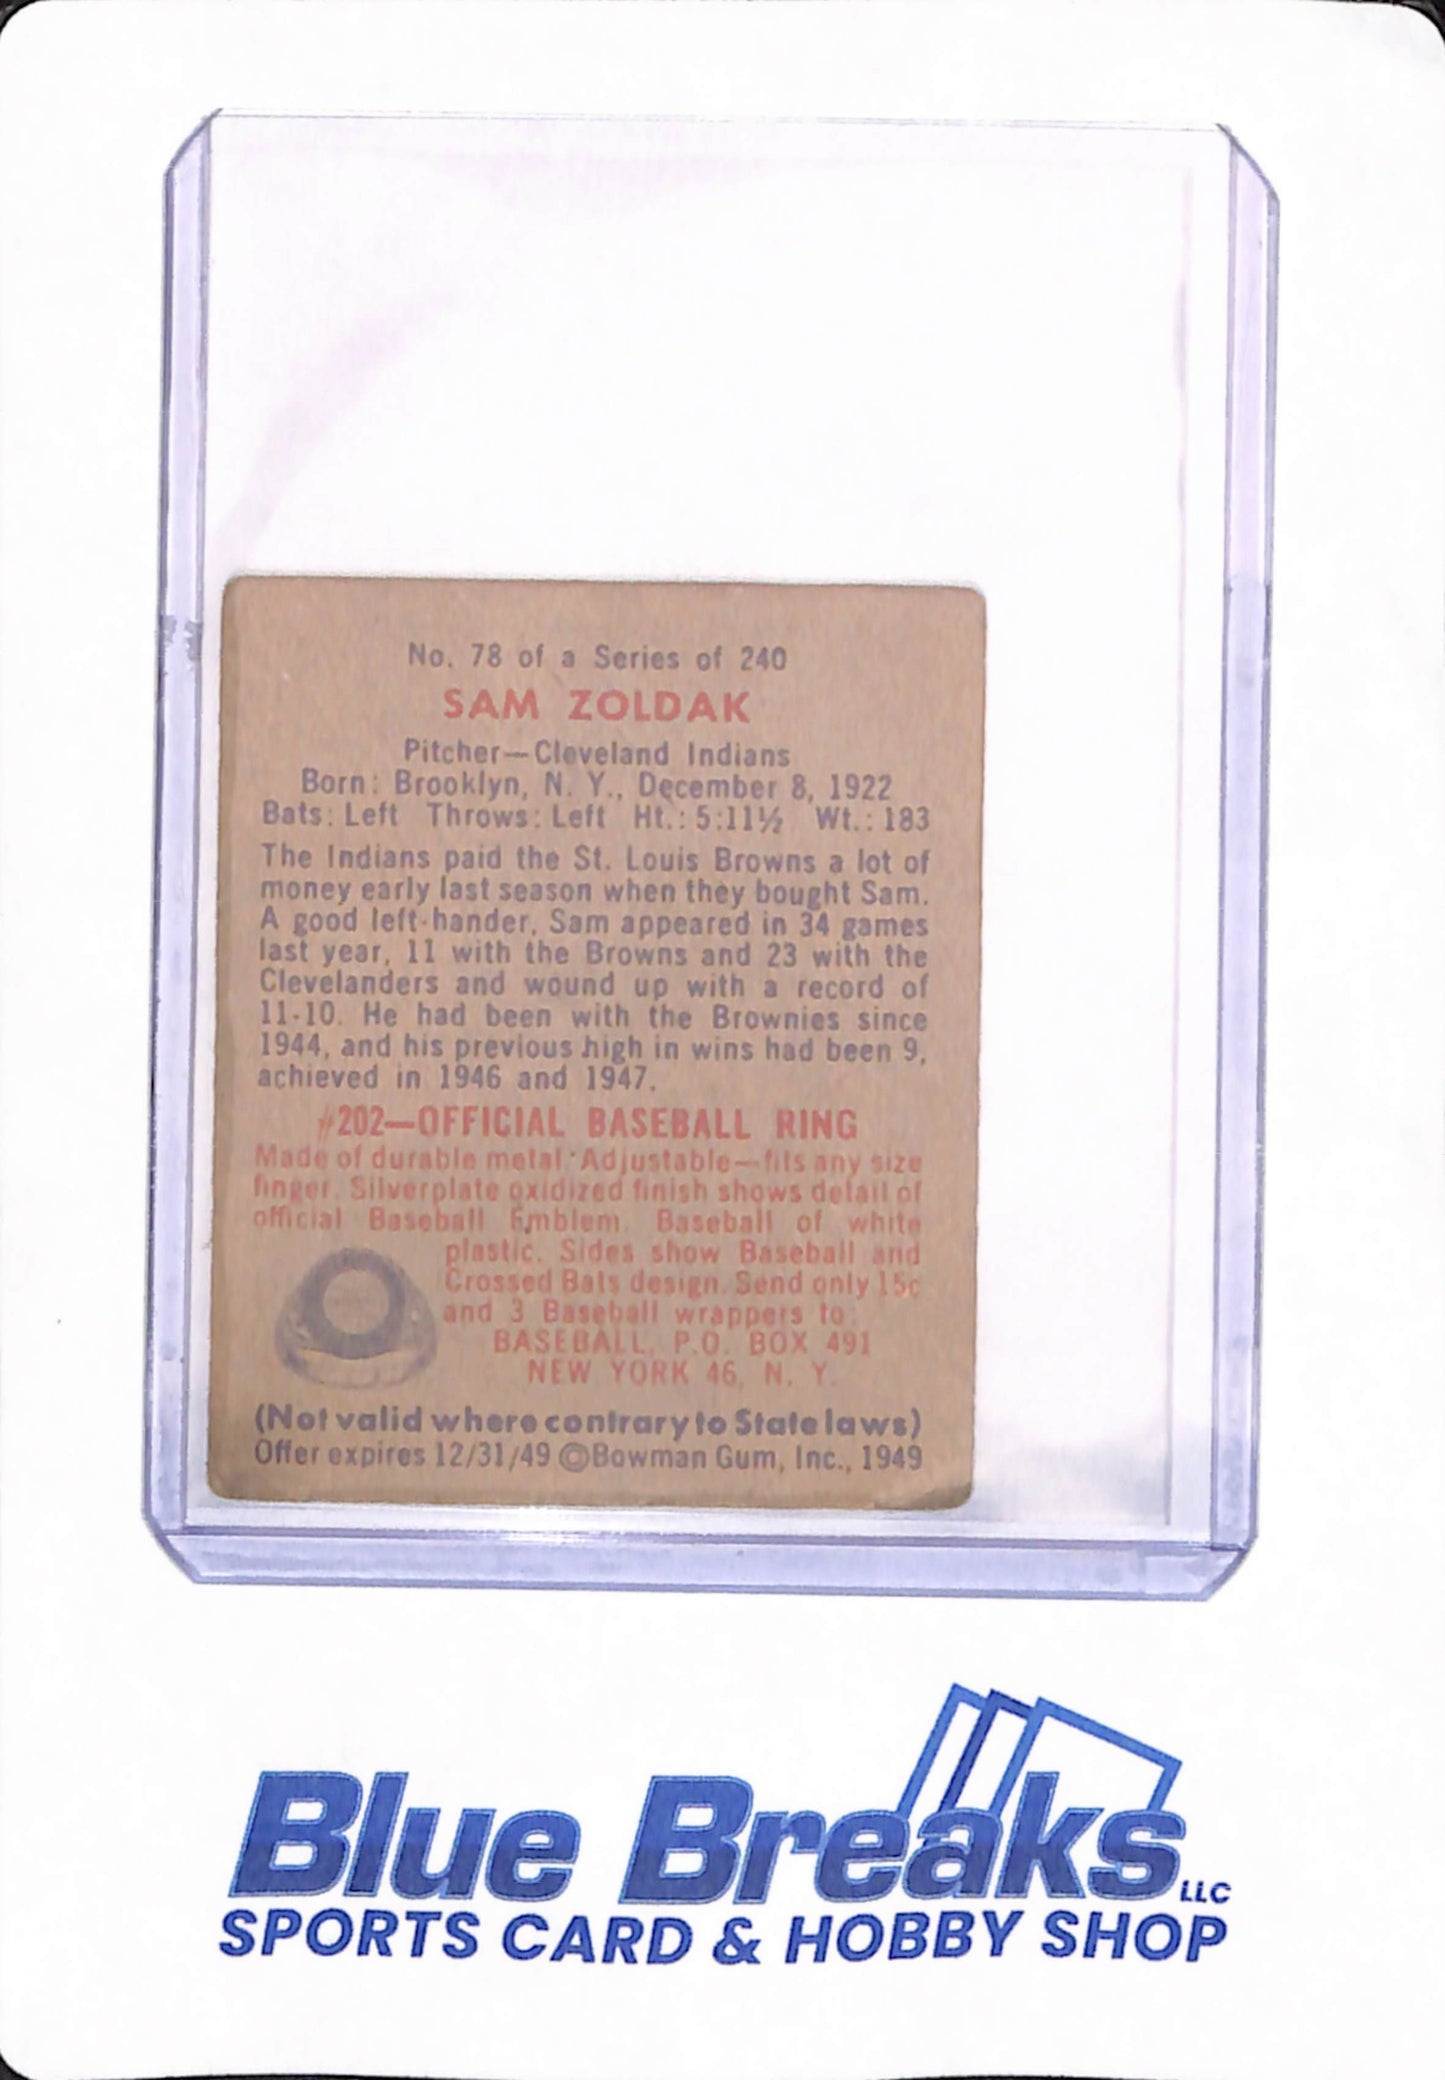 No. 78 of a Series of 240
SAM ZOLDAK
Pitcher—Cleveland Indians
Born: Brooklyn, N. Y., December 8, 1922
Bats: Left Throws: Left Ht.: 5:11½ Wt.: 183
The Indians paid the St. Louis Browns a lot of
money early last season when they bought Sam.
A good left-hander, Sam appeared in 34 games
last year, 11 with the Browns and 23 with the
Clevelanders and wound up with a record of
11-10. He had been with the Brownies since
1944, and his previous high in wins had been 9,
achieved in 1946 and 1947.
#202—OFFICIAL BASEBALL RING
Made of durable metal. Adjustable—fits any size
finger. Silverplate oxidized finish shows detail of
official Baseball Emblem. Baseball of white
plastic. Sides show Baseball and
Crossed Bats design. Send only 15c
and 3 Baseball wrappers to:
BASEBALL, P.O. BOX 491
NEW YORK 46, N. Y.
(Not valid where contrary to State laws)
Offer expires 12/31/49 ©Bowman Gum, Inc., 1949
Blue Breaks LLC
SPORTS CARD & HOBBY SHOP